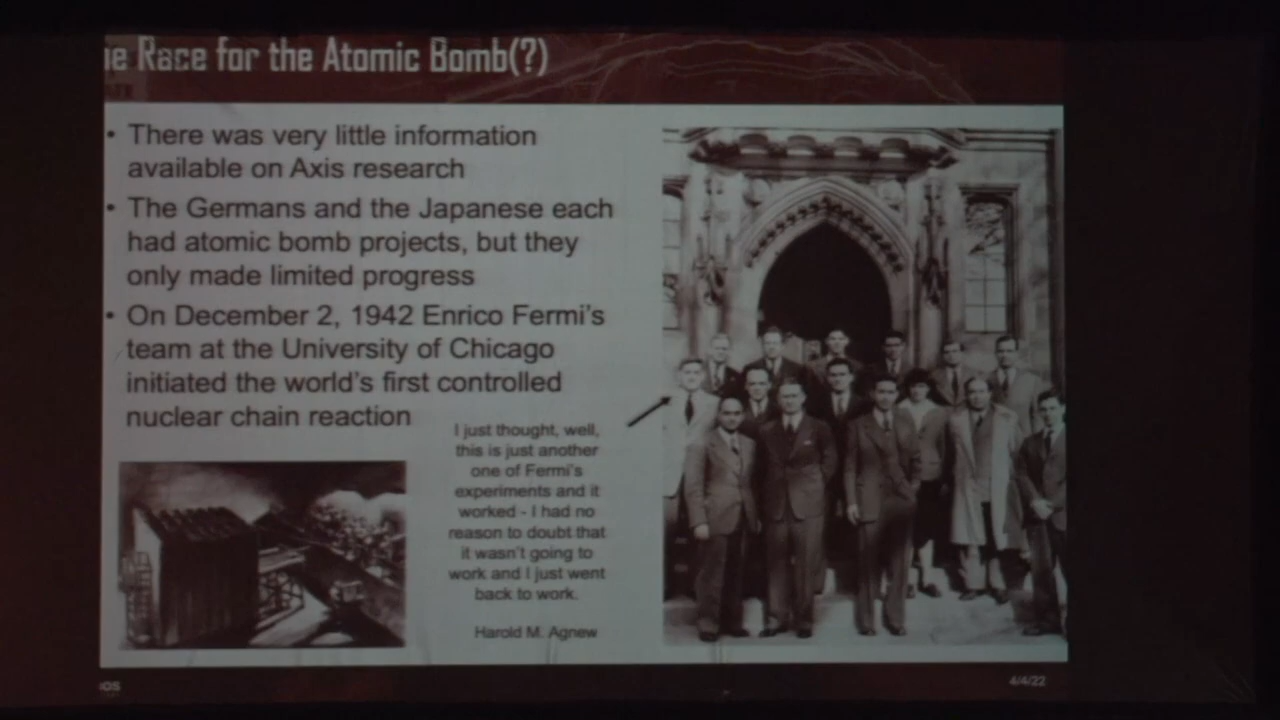 e Race for the Atomic Bomb(?)
• There was very little information
available on Axis research
• The Germans and the Japanese each
had atomic bomb projects, but they
only made limited progress
• On December 2, 1942 Enrico Fermi's
team at the University of Chicago
initiated the world's first controlled
nuclear chain reaction
I just thought, well,
this is just another
one of Fermi's
experiments and it
worked - I had no
reason to doubt that
it wasn't going to
work and I just went
back to work.
Harold M. Agnew
4/4/22